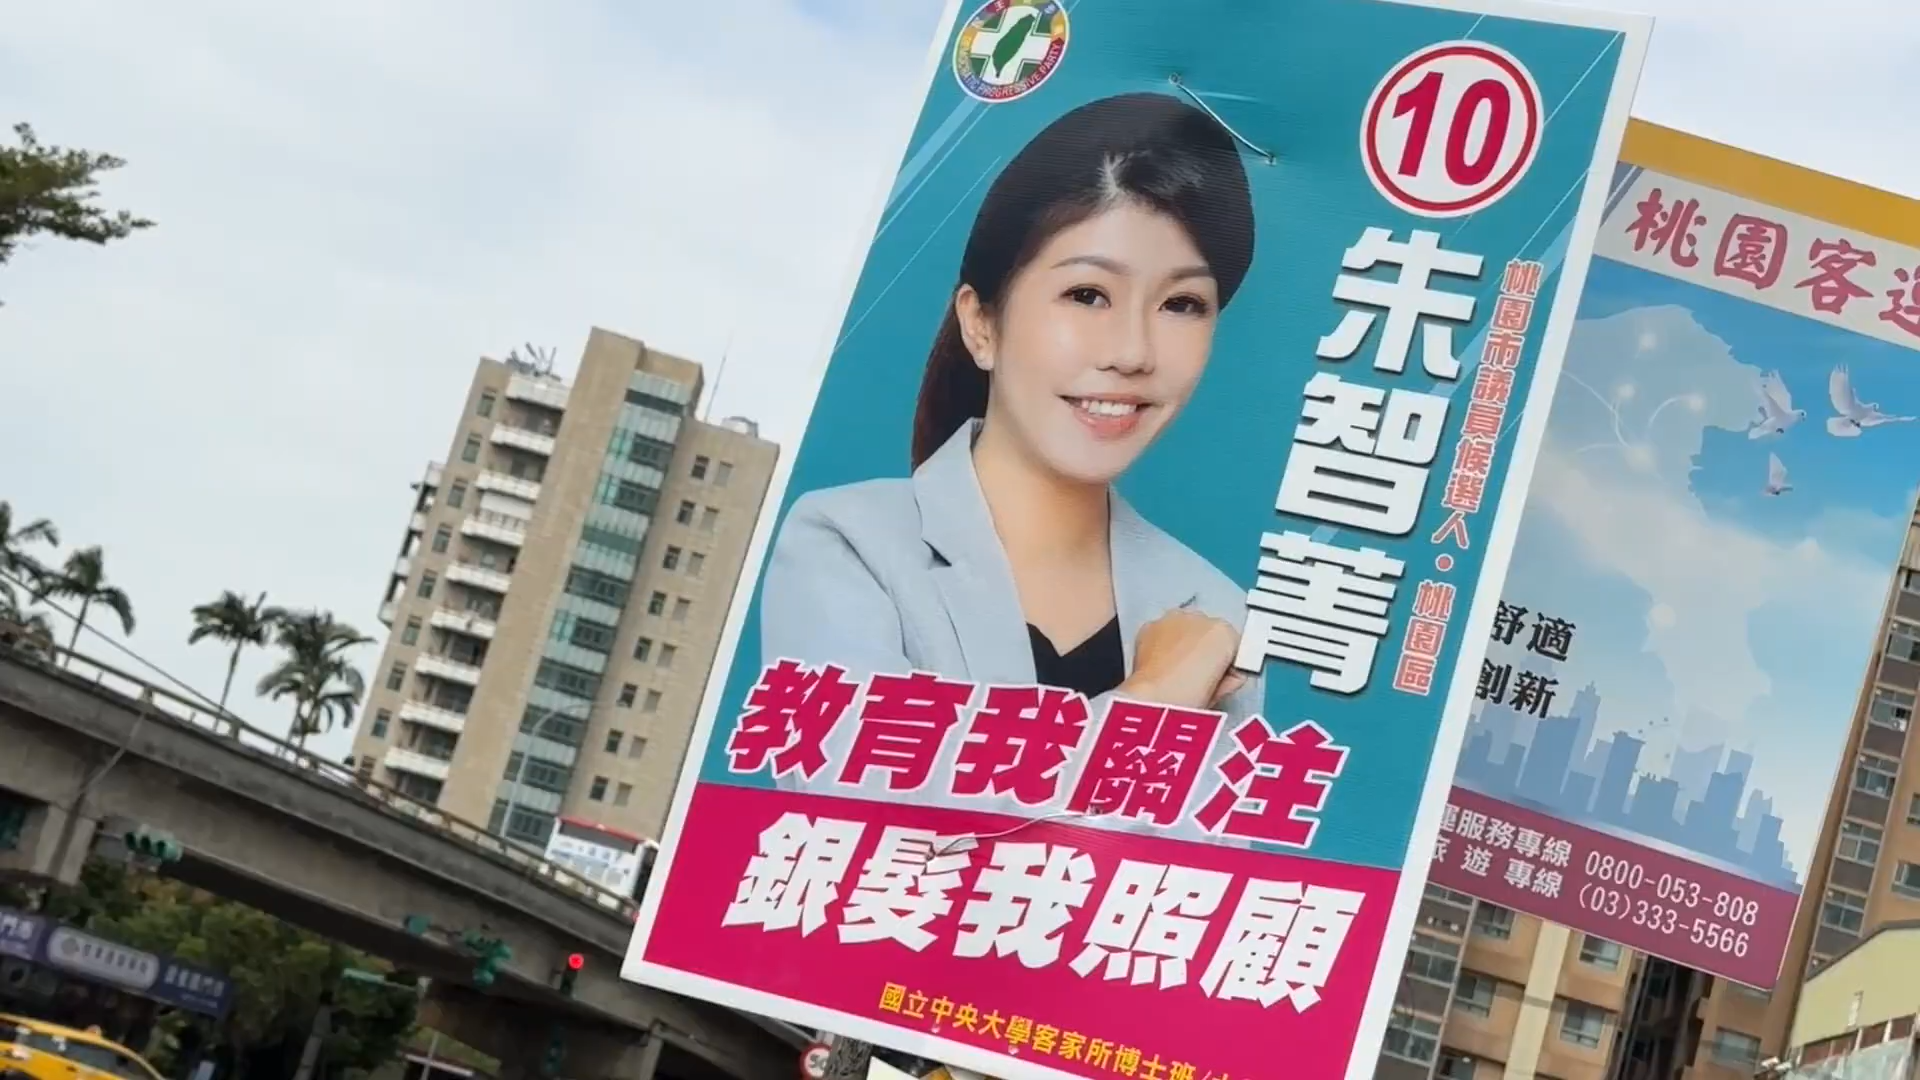 DEMOCRATIC PROGRESSIVE PARTY
10
朱智菁
桃園市議員候選人•桃園區
教育我關注
銀髮我照顧
國立中央大學客家所博士班
桃園客運
舒適
創新
運服務專線 0800-053-808
旅遊專線 (03)333-5566